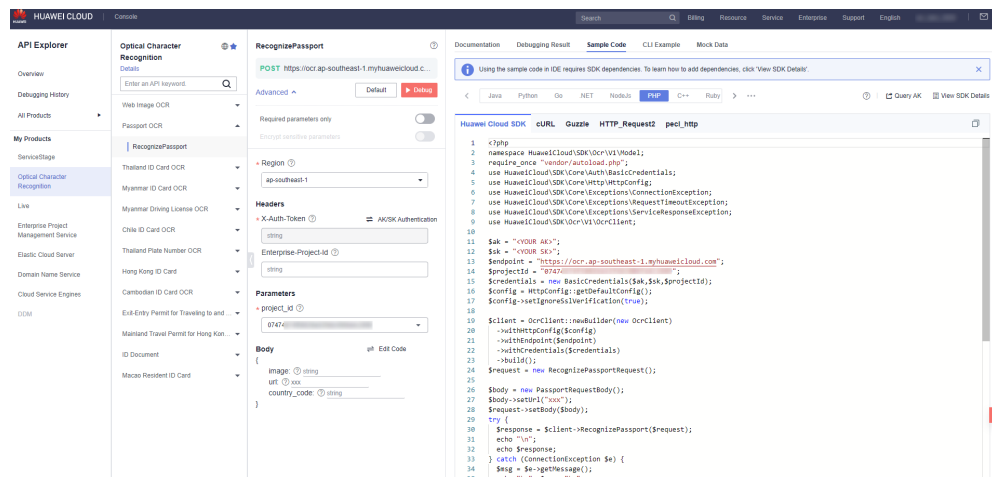 HUAWEI
HUAWEI CLOUD
Console
Search
Billing
Resource
Service
Enterprise
Support
English
API Explorer
Overview
Debugging History
All Products
My Products
ServiceStage
Optical Character
Recognition
Live
Enterprise Project
Management Service
Elastic Cloud Server
Domain Name Service
Cloud Service Engines
DDM
Optical Character
Recognition
Details
Enter an API keyword.
Web Image OCR
Passport OCR
RecognizePassport
Thailand ID Card OCR
Myanmar ID Card OCR
Myanmar Driving License OCR
Chile ID Card OCR
Thailand Plate Number OCR
Hong Kong ID Card
Cambodian ID Card OCR
Exit-Entry Permit for Traveling to and ...
Mainland Travel Permit for Hong Kon...
ID Document
Macao Resident ID Card
RecognizePassport
POST https://ocr.ap-southeast-1.myhuaweicloud.c...
Advanced
Default
Debug
Required parameters only
Encrypt sensitive parameters
* Region
ap-southeast-1
Headers
* X-Auth-Token
AK/SK Authentication
string
Enterprise-Project-Id
string
Parameters
* project_id
07474
Body
Edit Code
{
image: string
url: xxx
country_code: string
}
Documentation
Debugging Result
Sample Code
CLI Example
Mock Data
Using the sample code in IDE requires SDK dependencies. To learn how to add dependencies, click 'View SDK Details'.
Java
Python
Go
.NET
NodeJs
PHP
C++
Ruby
Query AK
View SDK Details
Huawei Cloud SDK
cURL
Guzzle
HTTP_Request2
pecl_http
1 <?php
2 namespace HuaweiCloud\SDK\Ocr\V1\Model;
3 require_once "vendor/autoload.php";
4 use HuaweiCloud\SDK\Core\Auth\BasicCredentials;
5 use HuaweiCloud\SDK\Core\Http\HttpConfig;
6 use HuaweiCloud\SDK\Core\Exceptions\ConnectionException;
7 use HuaweiCloud\SDK\Core\Exceptions\RequestTimeoutException;
8 use HuaweiCloud\SDK\Core\Exceptions\ServiceResponseException;
9 use HuaweiCloud\SDK\Ocr\V1\OcrClient;
10
11 $ak = "<YOUR AK>";
12 $sk = "<YOUR SK>";
13 $endpoint = "https://ocr.ap-southeast-1.myhuaweicloud.com";
14 $projectId = "0747 ";
15 $credentials = new BasicCredentials($ak,$sk,$projectId);
16 $config = HttpConfig::getDefaultConfig();
17 $config->setIgnoreSslVerification(true);
18
19 $client = OcrClient::newBuilder(new OcrClient)
20 ->withHttpConfig($config)
21 ->withEndpoint($endpoint)
22 ->withCredentials($credentials)
23 ->build();
24 $request = new RecognizePassportRequest();
25
26 $body = new PassportRequestBody();
27 $body->setUrl("xxx");
28 $request->setBody($body);
29 try {
30 $response = $client->RecognizePassport($request);
31 echo "\n";
32 echo $response;
33 } catch (ConnectionException $e) {
34 $msg = $e->getMessage();